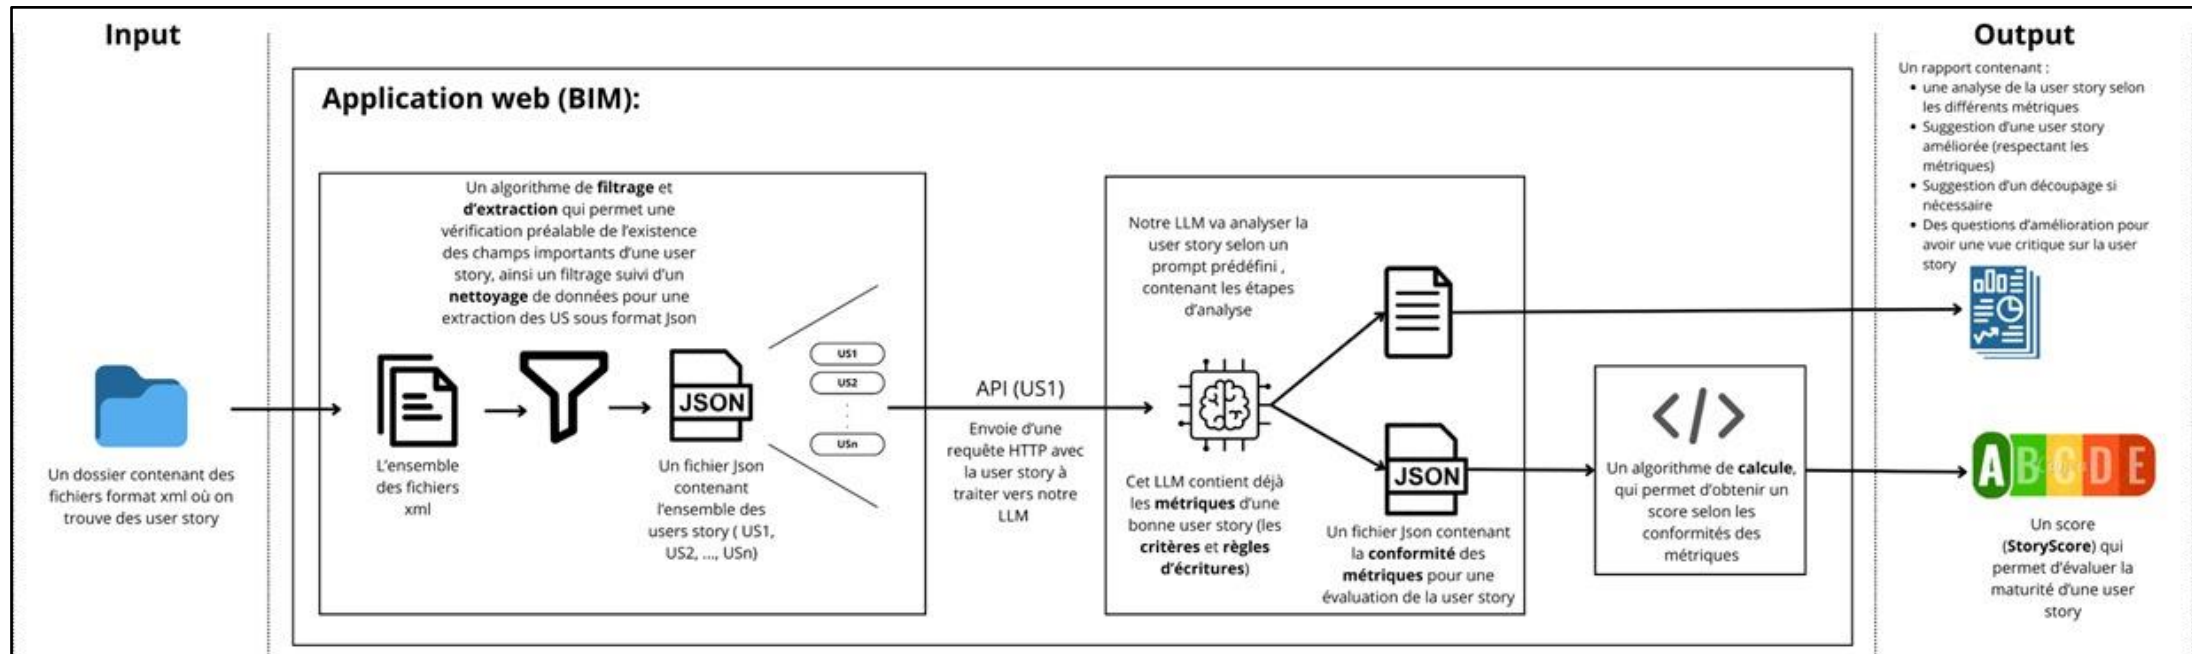 Input
Application web (BIM):
Un algorithme de filtrage et
d'extraction qui permet une
vérification préalable de l'existence
des champs importants d'une user
story, ainsi un filtrage suivi d'un
nettoyage de données pour une
extraction des US sous format Json
Un dossier contenant des
fichiers format xml où on
trouve des user story
L'ensemble
des fichiers
xml
JSON
Un fichier Json
contenant
l'ensemble des
users story ( US1,
US2, ..., USn)
US1
US2
USn
API (US1)
Envoie d'une
requête HTTP avec
la user story à
traiter vers notre
LLM
Notre LLM va analyser la
user story selon un
prompt prédéfini ,
contenant les étapes
d'analyse
Cet LLM contient déjà
les métriques d'une
bonne user story (les
critères et règles
d'écritures)
JSON
Un fichier Json contenant
la conformité des
métriques pour une
évaluation de la user story
</>
Un algorithme de calcule,
qui permet d'obtenir un
score selon les
conformités des
métriques
Output
Un rapport contenant :
• une analyse de la user story selon
les différents métriques
• Suggestion d'une user story
améliorée (respectant les
métriques)
• Suggestion d'un découpage si
nécessaire
• Des questions d'amélioration pour
avoir une vue critique sur la user
story
A B C D E
Un score
(StoryScore) qui
permet d'évaluer la
maturité d'une user
story